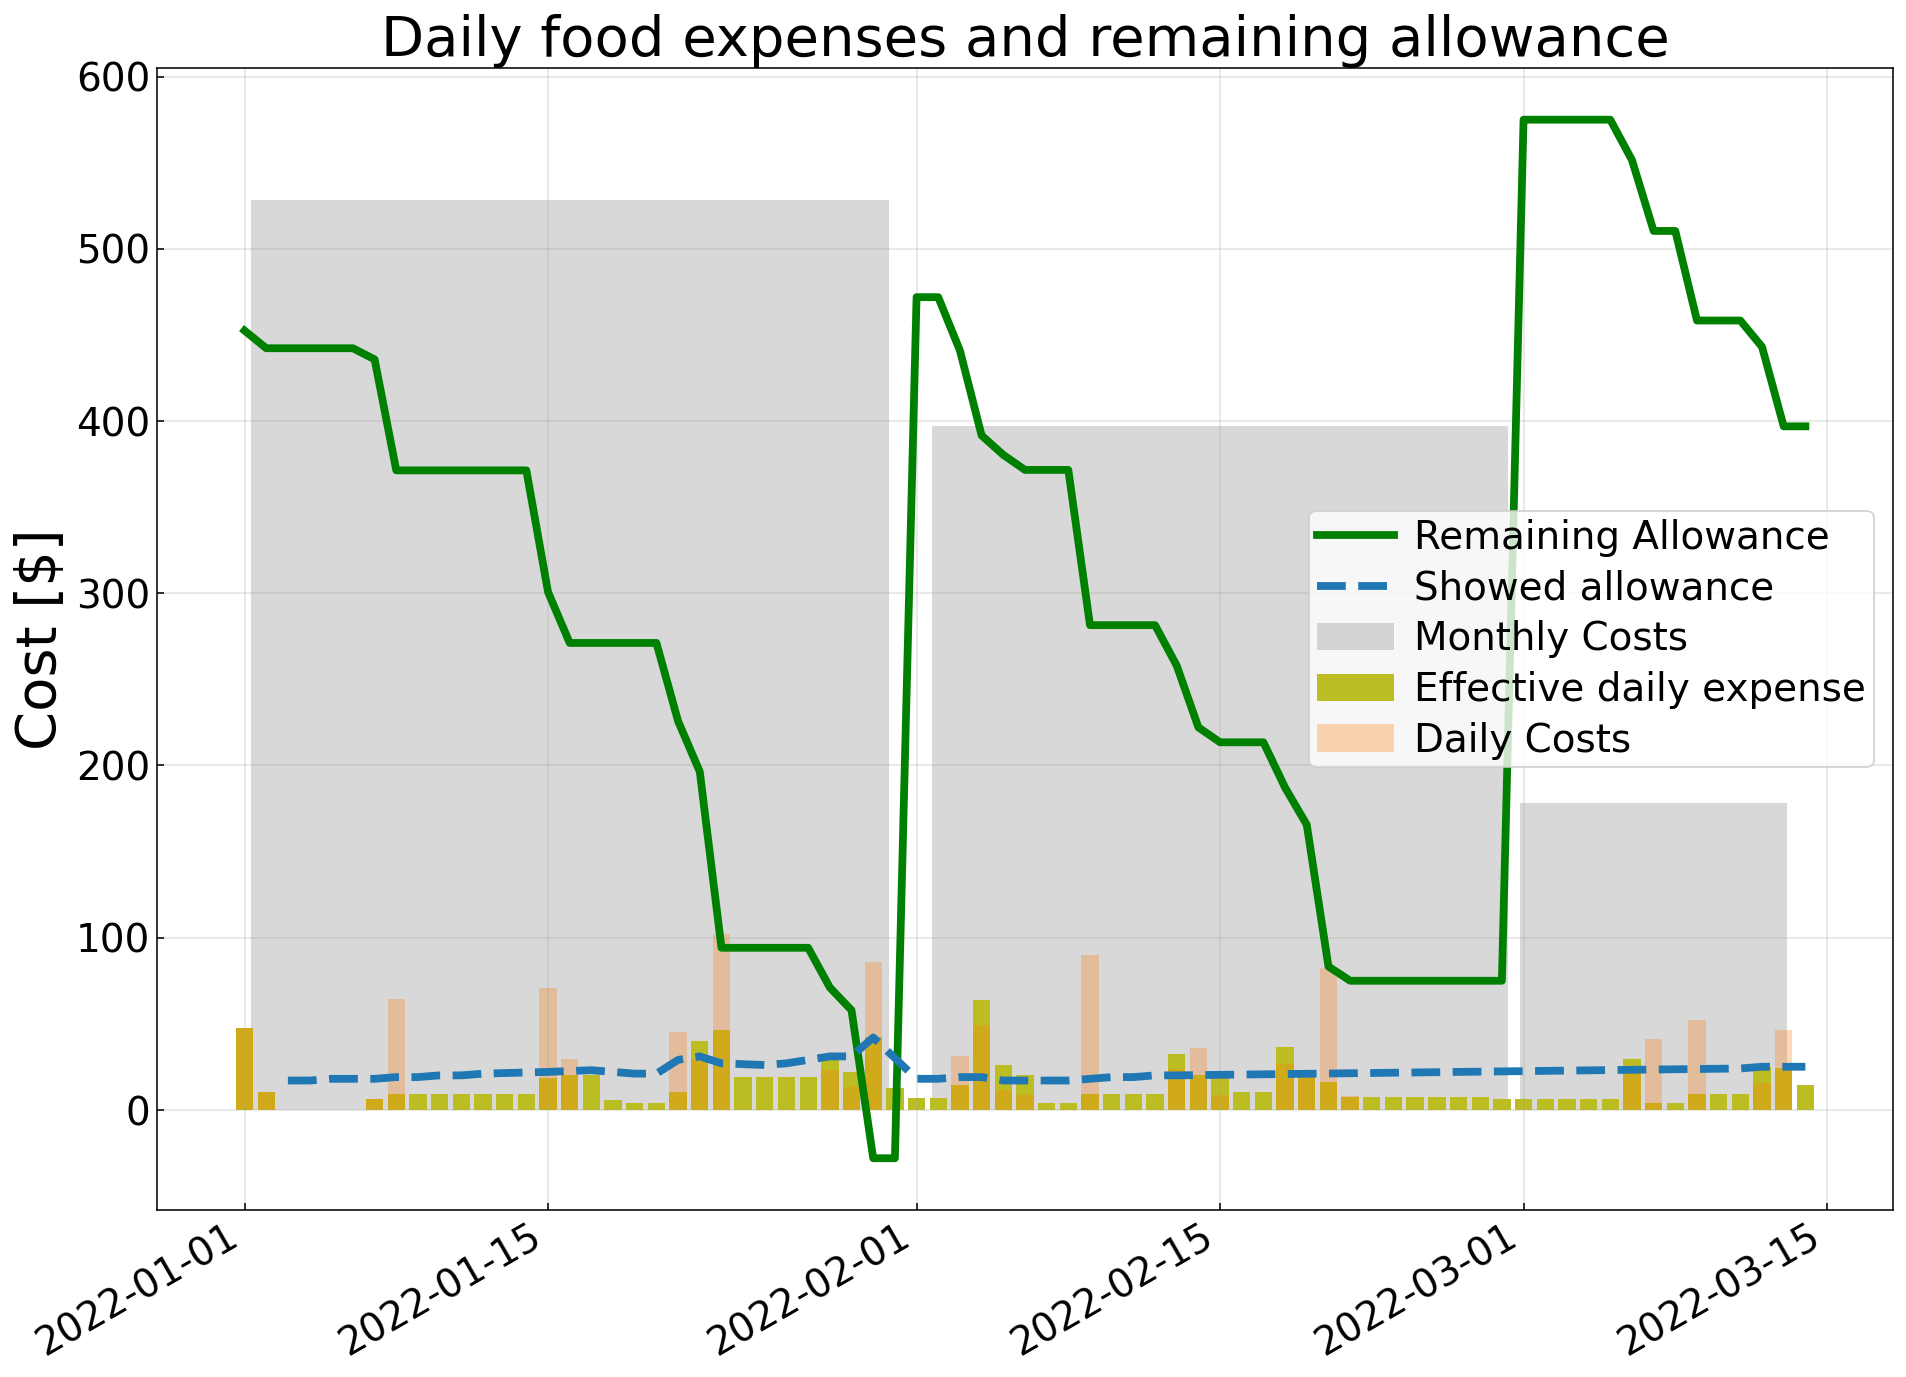 Daily food expenses and remaining allowance
Cost [$]
600
500
400
300
200
100
0
Remaining Allowance
Showed allowance
Monthly Costs
Effective daily expense
Daily Costs
2022-01-01
2022-01-15
2022-02-01
2022-02-15
2022-03-01
2022-03-15